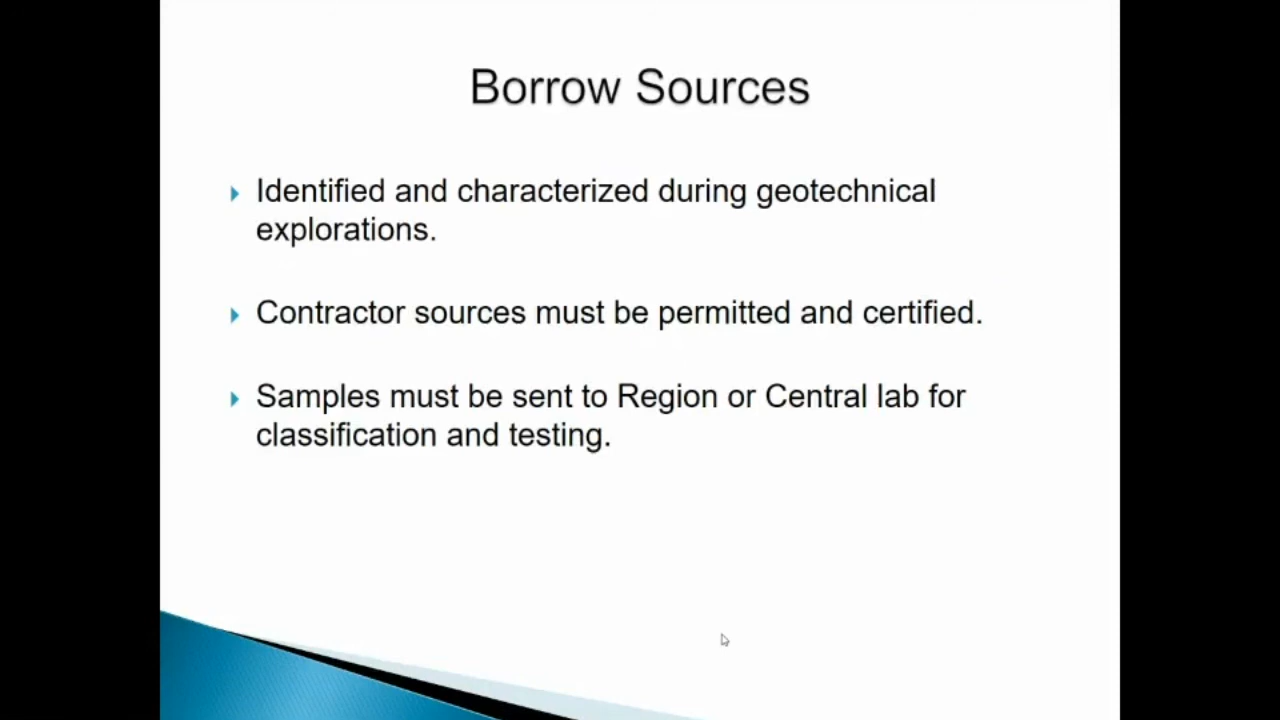 Borrow Sources
Identified and characterized during geotechnical
explorations.
Contractor sources must be permitted and certified.
Samples must be sent to Region or Central lab for
classification and testing.